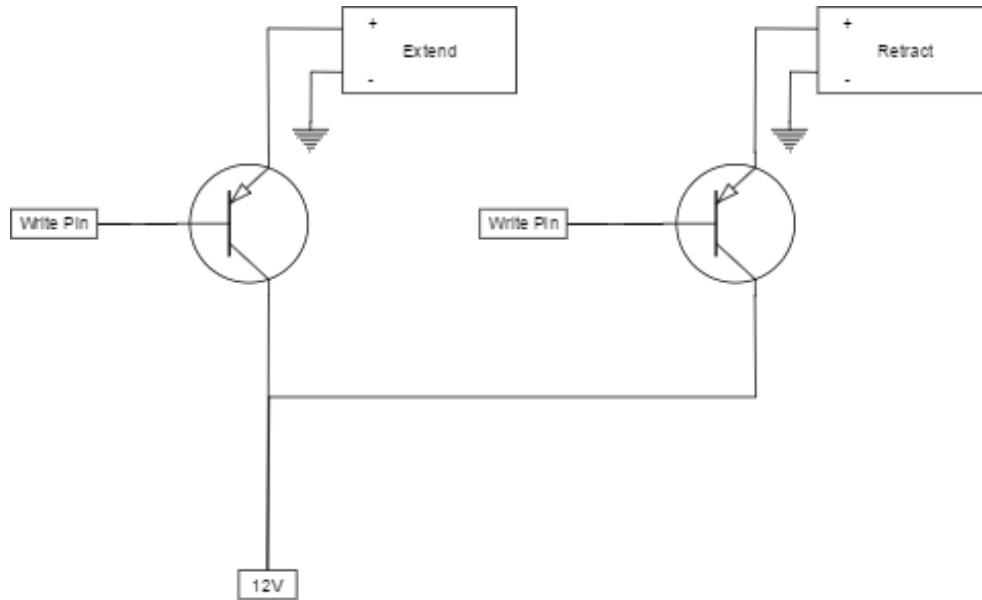 +
Extend
-
+
Retract
-
Write Pin
Write Pin
12V